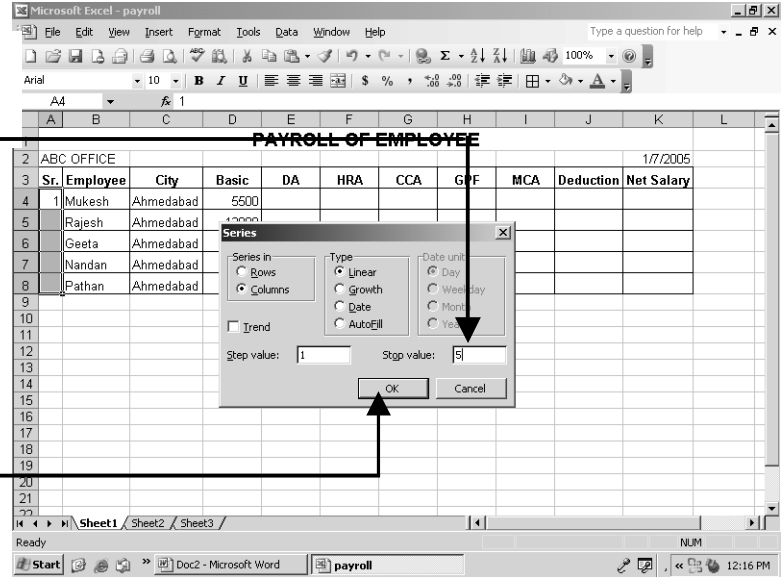 Microsoft Excel - payroll
File Edit View Insert Format Tools Data Window Help Type a question for help
100%
Arial 10 B I U $ % ,
A4 fx 1
A B C D E F G H I J K L
1 PAYROLL OF EMPLOYEE
2 ABC OFFICE 1/7/2005
3 Sr. Employee City Basic DA HRA CCA GPF MCA Deduction Net Salary
4 1 Mukesh Ahmedabad 5500
5 Rajesh Ahmedabad 12000
6 Geeta Ahmedabad
7 Nandan Ahmedabad
8 Pathan Ahmedabad
9
10
11
12
13
14
15
16
17
18
19
20
21
22
Series
Series in Type Date unit
Rows Linear Day
Columns Growth Weekday
Date Month
Trend AutoFill Year
Step value: 1 Stop value: 5
OK Cancel
Sheet1 Sheet2 Sheet3
Ready NUM
Start » Doc2 - Microsoft Word payroll « 12:16 PM